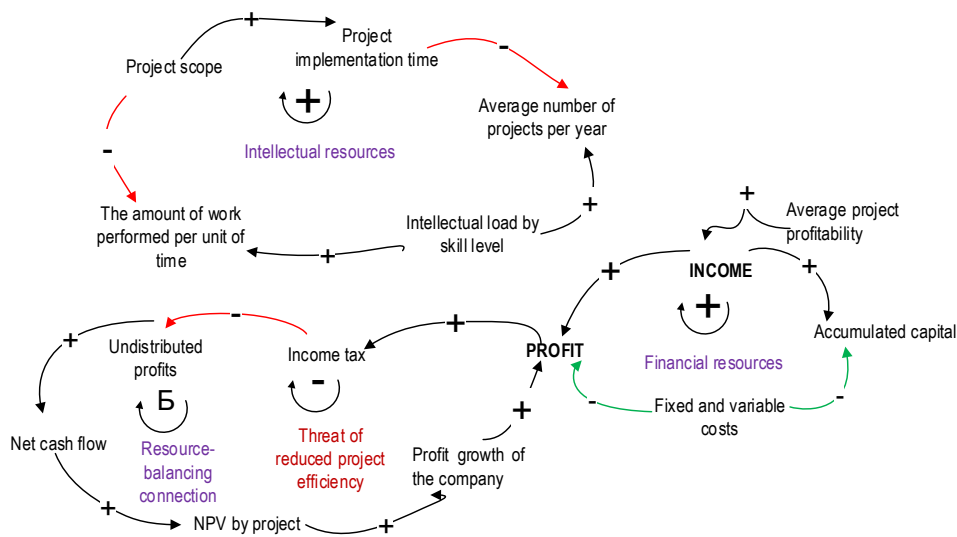 +
Project
implementation time
-
Project scope
+
Average number of
projects per year
-
Intellectual resources
The amount of work
performed per unit of
time
+
Intellectual load by
skill level
+
+
Average project
profitability
+
INCOME
+
+
Accumulated capital
PROFIT
Financial resources
-
Fixed and variable
costs
-
+
-
+
Undistributed
profits
Income tax
-
Б
+
Net cash flow
Resource-
balancing
connection
Threat of
reduced project
efficiency
Profit growth of
the company
+
NPV by project
+